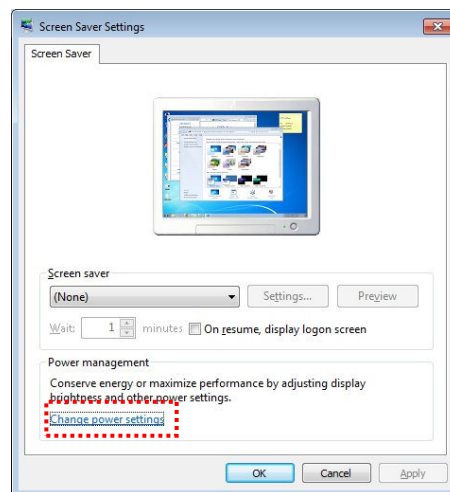 Screen Saver Settings
Screen Saver
Screen saver
(None)
Settings...
Preview
Wait: 1 minutes On resume, display logon screen
Power management
Conserve energy or maximize performance by adjusting display
brightness and other power settings.
Change power settings
OK
Cancel
Apply